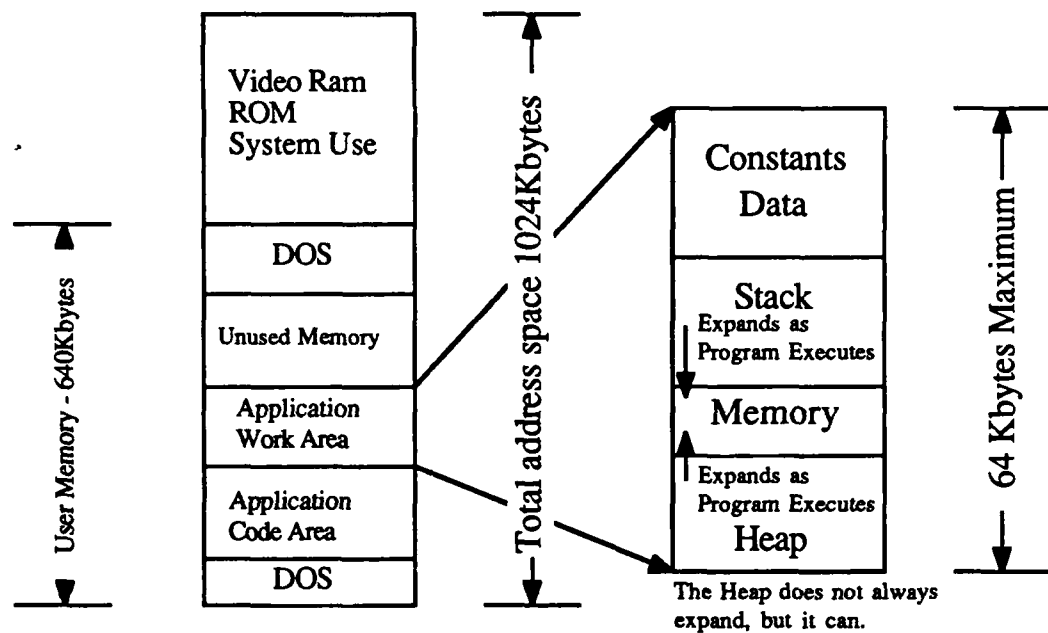 User Memory - 640Kbytes
Video Ram
ROM
System Use
DOS
Unused Memory
Application
Work Area
Application
Code Area
DOS
Total address space 1024Kbytes
Constants
Data
Stack
Expands as
Program Executes
Memory
Expands as
Program Executes
Heap
The Heap does not always
expand, but it can.
64 Kbytes Maximum